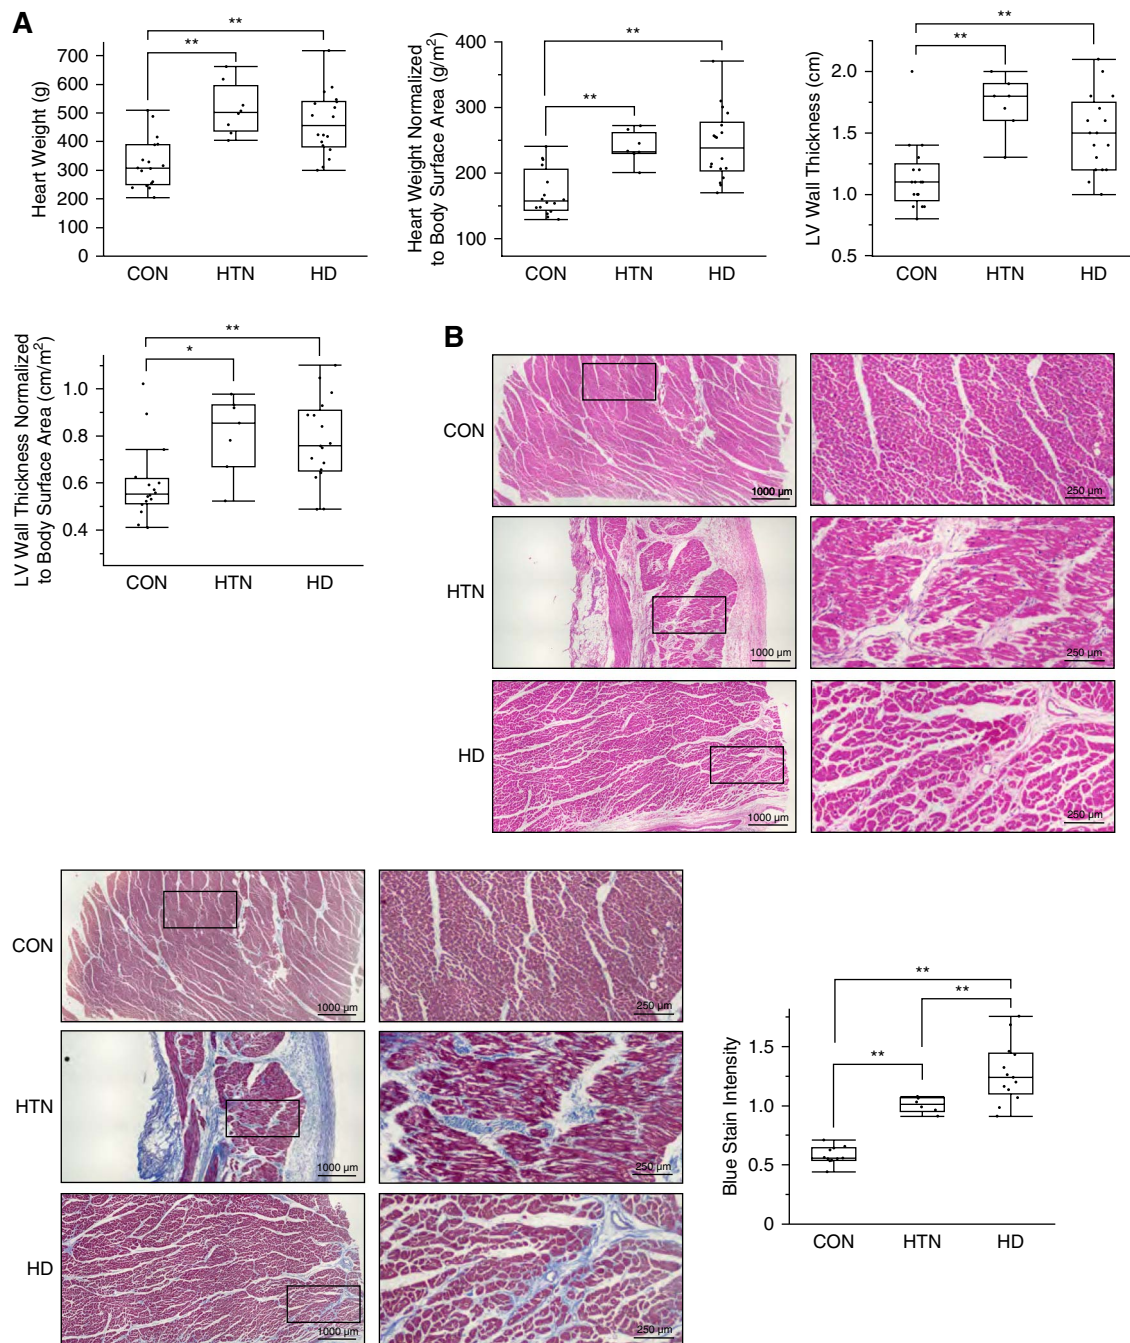 A
Heart Weight (g)
700
600
500
400
300
200
100
0
**
**
CON HTN HD
Heart Weight Normalized
to Body Surface Area (g/m²)
400
300
200
100
**
**
CON HTN HD
LV Wall Thickness (cm)
2.0
1.5
1.0
0.5
**
**
CON HTN HD
LV Wall Thickness Normalized
to Body Surface Area (cm/m²)
1.0
0.8
0.6
0.4
**
*
CON HTN HD
B
CON
1000 µm
250 µm
HTN
1000 µm
250 µm
HD
1000 µm
250 µm
CON
1000 µm
250 µm
HTN
1000 µm
250 µm
HD
1000 µm
250 µm
Blue Stain Intensity
1.5
1.0
0.5
0
**
**
**
CON HTN HD